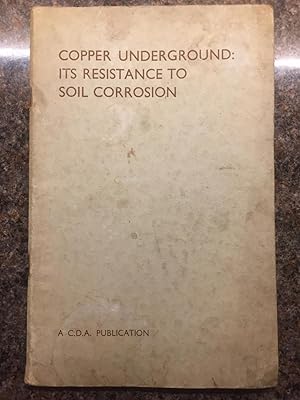 COPPER UNDERGROUND:
ITS RESISTANCE TO
SOIL CORROSION
A C.D.A. PUBLICATION